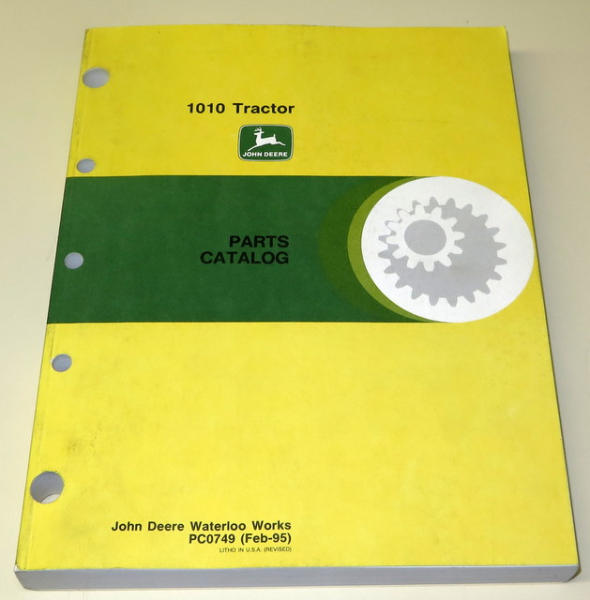 1010 Tractor
JOHN DEERE
PARTS
CATALOG
John Deere Waterloo Works
PC0749 (Feb-95)
LITHO IN U.S.A. (REVISED)